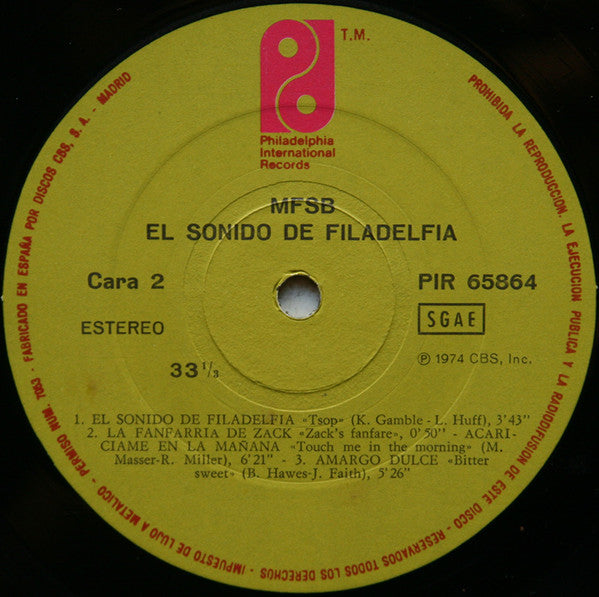 T.M.
Philadelphia
International
Records
MFSB
EL SONIDO DE FILADELFIA
Cara 2
PIR 65864
ESTEREO
SGAE
33 1/3
℗ 1974 CBS, Inc.
1. EL SONIDO DE FILADELFIA «Tsop» (K. Gamble - L. Huff), 3'43"
2. LA FANFARRIA DE ZACK «Zack's fanfare», 0'50" - ACARI-
CIAME EN LA MAÑANA «Touch me in the morning» (M.
Masser-R. Miller), 6'21" - 3. AMARGO DULCE «Bitter
sweet» (B. Hawes-J. Faith), 5'26"
PROHIBIDA LA REPRODUCCION, LA EJECUCION PUBLICA Y LA RADIODIFUSION DE ESTE DISCO - RESERVADOS TODOS LOS DERECHOS - IMPUESTO DE LUJO A METALICO - PERMISO NUM. 7063 - FABRICADO EN ESPAÑA POR DISCOS CBS, S. A. - MADRID